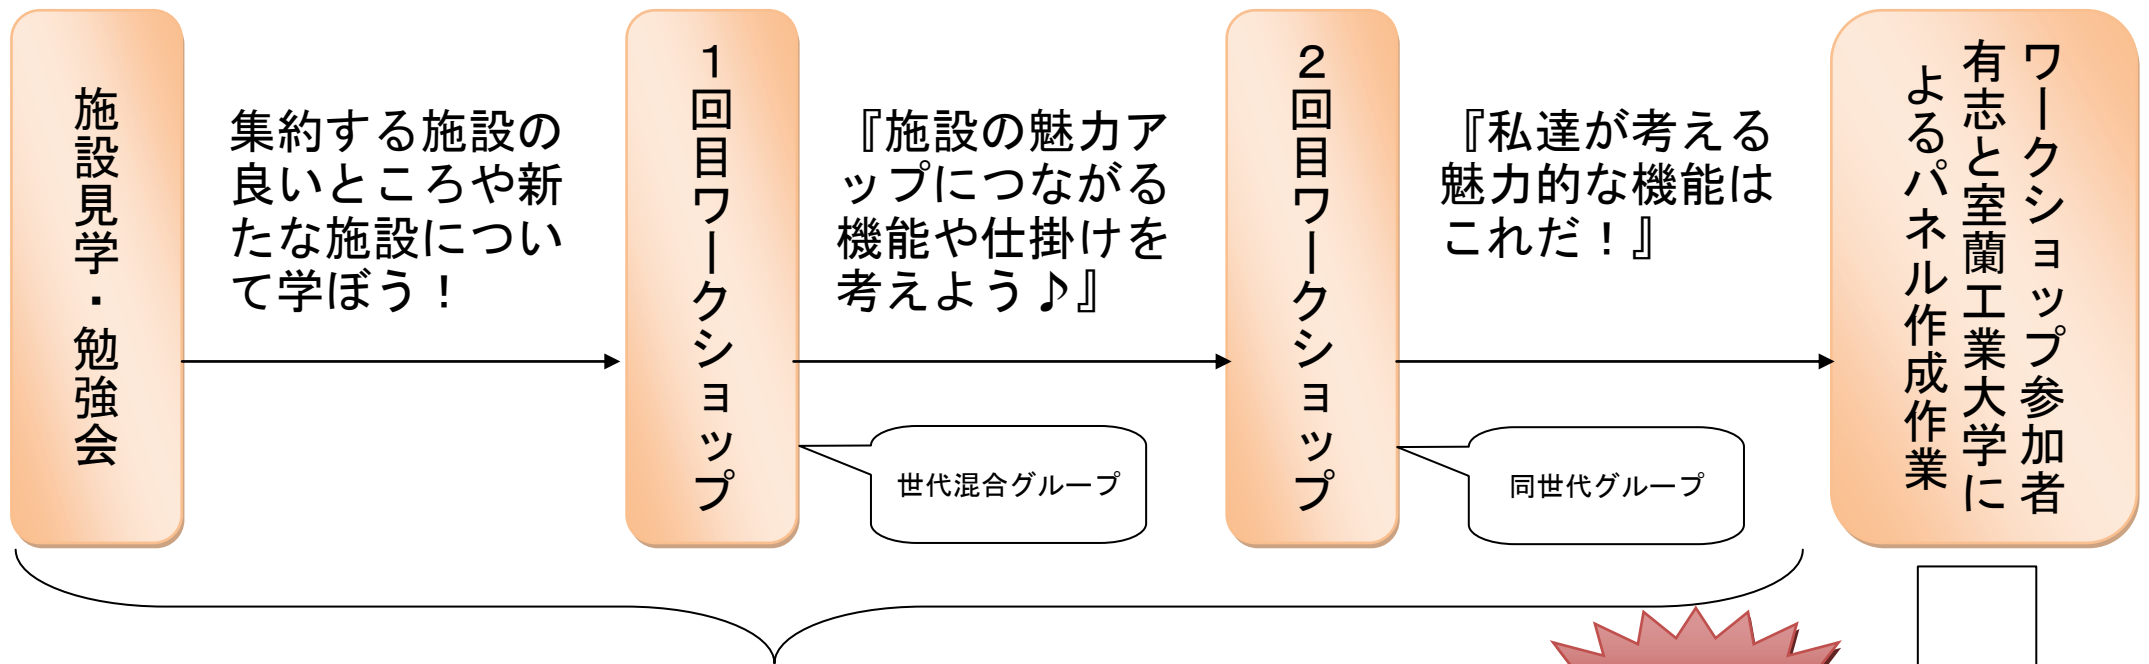 施設見学・勉強会
集約する施設の
良いところや新
たな施設につい
て学ぼう！
１回目ワークショップ
『施設の魅力ア
ップにつながる
機能や仕掛けを
考えよう♪』
世代混合グループ
２回目ワークショップ
『私達が考える
魅力的な機能は
これだ！』
同世代グループ
ワークショップ参加者
有志と室蘭工業大学に
よるパネル作成作業